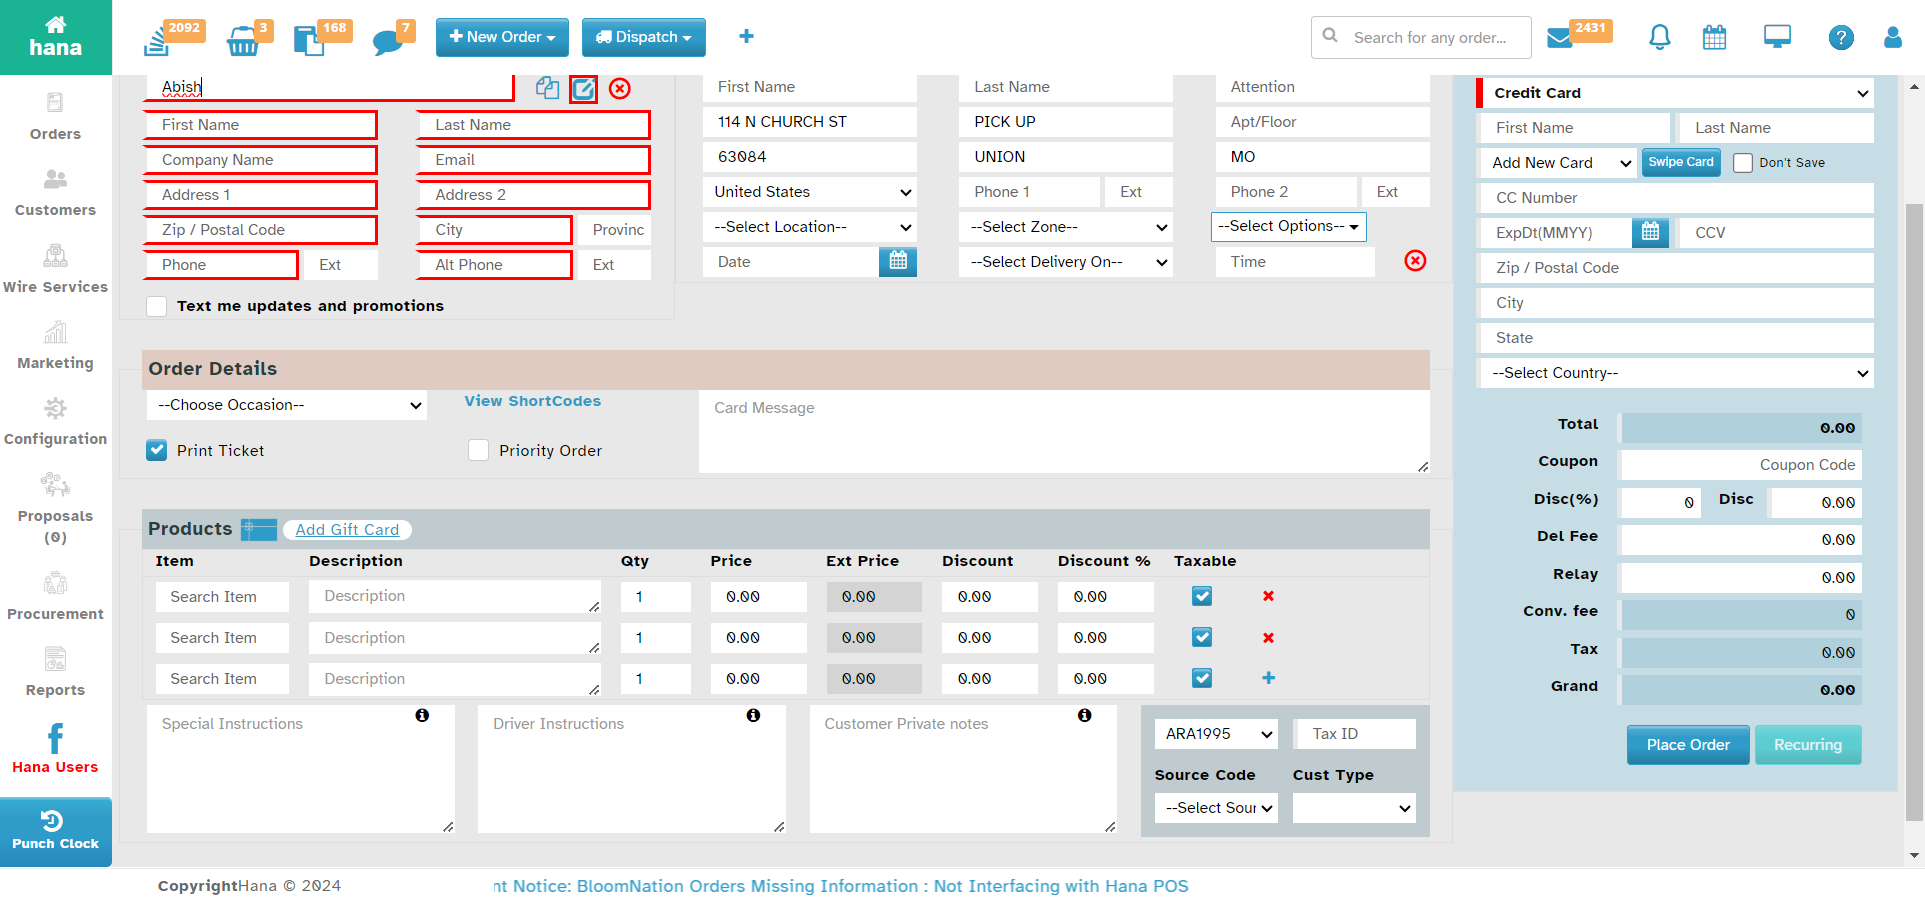 hana
2092
3
168
7
New Order
Dispatch
Search for any order...
2431
Orders
Customers
Wire Services
Marketing
Configuration
Proposals
(0)
Procurement
Reports
Hana Users
Punch Clock
Abish
First Name
Last Name
Company Name
Email
Address 1
Address 2
Zip / Postal Code
City
Provinc
Phone
Ext
Alt Phone
Ext
Text me updates and promotions
First Name
Last Name
Attention
114 N CHURCH ST
PICK UP
Apt/Floor
63084
UNION
MO
United States
Phone 1
Ext
Phone 2
Ext
--Select Location--
--Select Zone--
--Select Options--
Date
--Select Delivery On--
Time
Order Details
--Choose Occasion--
View ShortCodes
Card Message
Print Ticket
Priority Order
Products
Add Gift Card
Item Description Qty Price Ext Price Discount Discount % Taxable
Search Item Description 1 0.00 0.00 0.00 0.00
Search Item Description 1 0.00 0.00 0.00 0.00
Search Item Description 1 0.00 0.00 0.00 0.00
Special Instructions
Driver Instructions
Customer Private notes
ARA1995
Tax ID
Source Code
Cust Type
--Select Sour
Credit Card
First Name
Last Name
Add New Card
Swipe Card
Don't Save
CC Number
ExpDt(MMYY)
CCV
Zip / Postal Code
City
State
--Select Country--
Total 0.00
Coupon Coupon Code
Disc(%) 0 Disc 0.00
Del Fee 0.00
Relay 0.00
Conv. fee 0
Tax 0.00
Grand 0.00
Place Order
Recurring
CopyrightHana © 2024
nt Notice: BloomNation Orders Missing Information : Not Interfacing with Hana POS